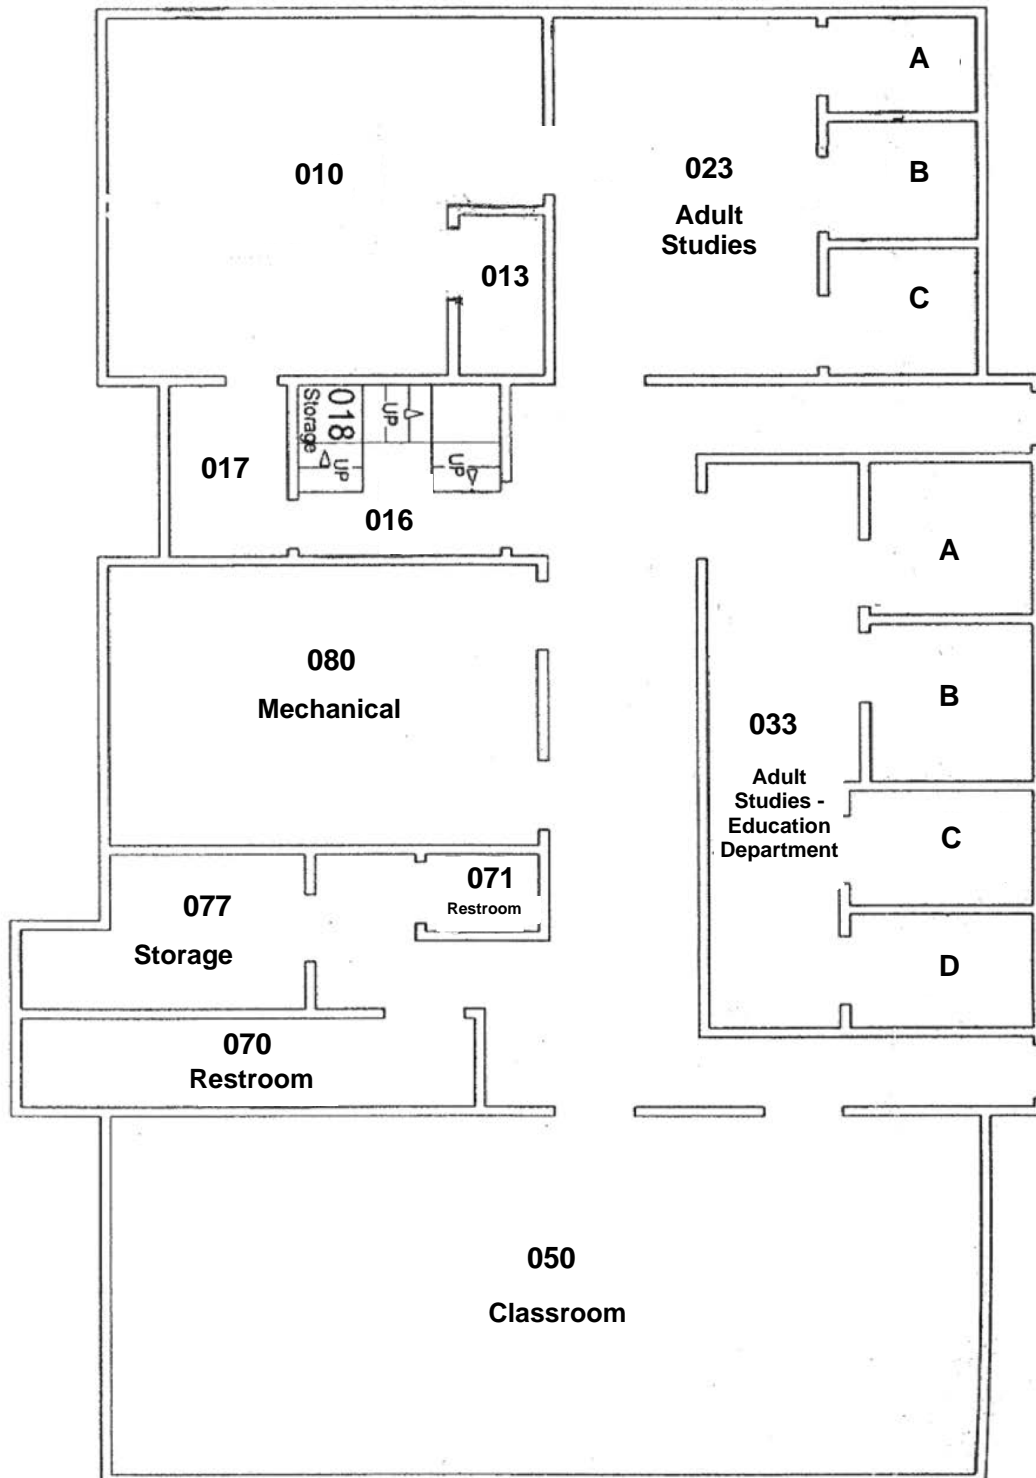 A
010
023
B
Adult
Studies
013
C
018
Storage
UP
UP
UP
017
016
A
080
Mechanical
B
033
Adult
Studies -
Education
Department
C
071
Restroom
077
Storage
D
070
Restroom
050
Classroom